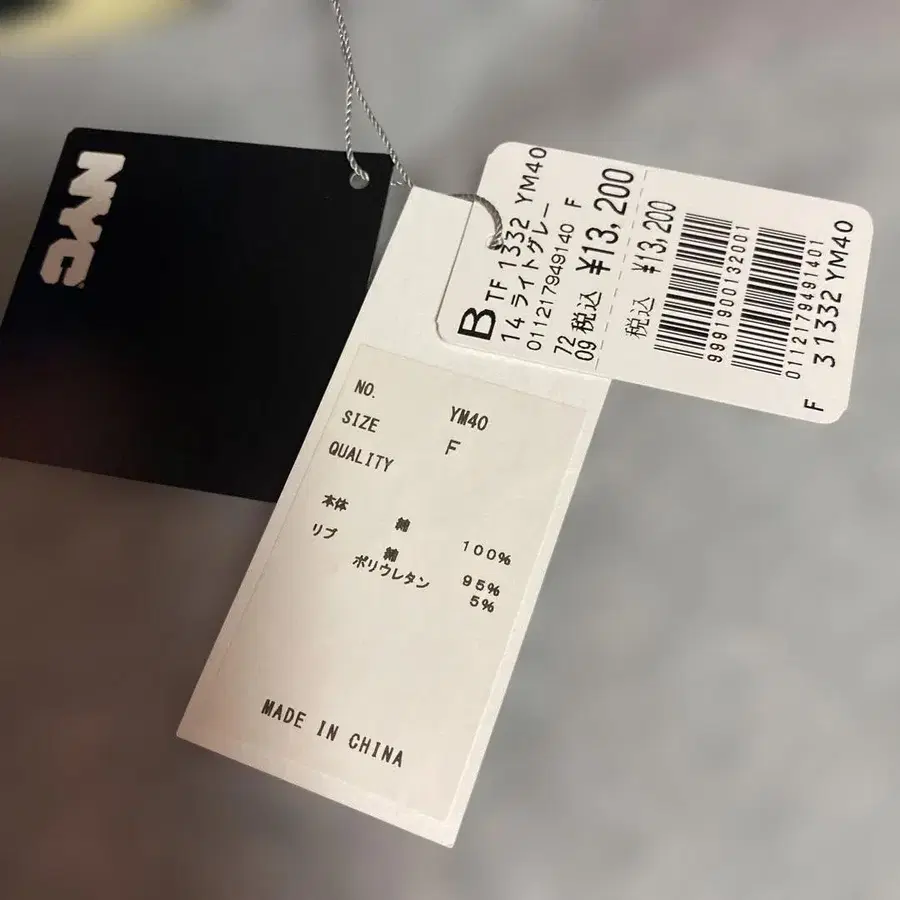 NYC
B
TF 1332 YM40
14 ライトグレー
0112179491​40 F
72
09 税込 ¥13,200
税込 ¥13,200
9991900132001
0112179491401
F 31332 YM40
NO. YM40
SIZE F
QUALITY
本体 綿 100%
リブ 綿 95%
ポリウレタン 5%
MADE IN CHINA